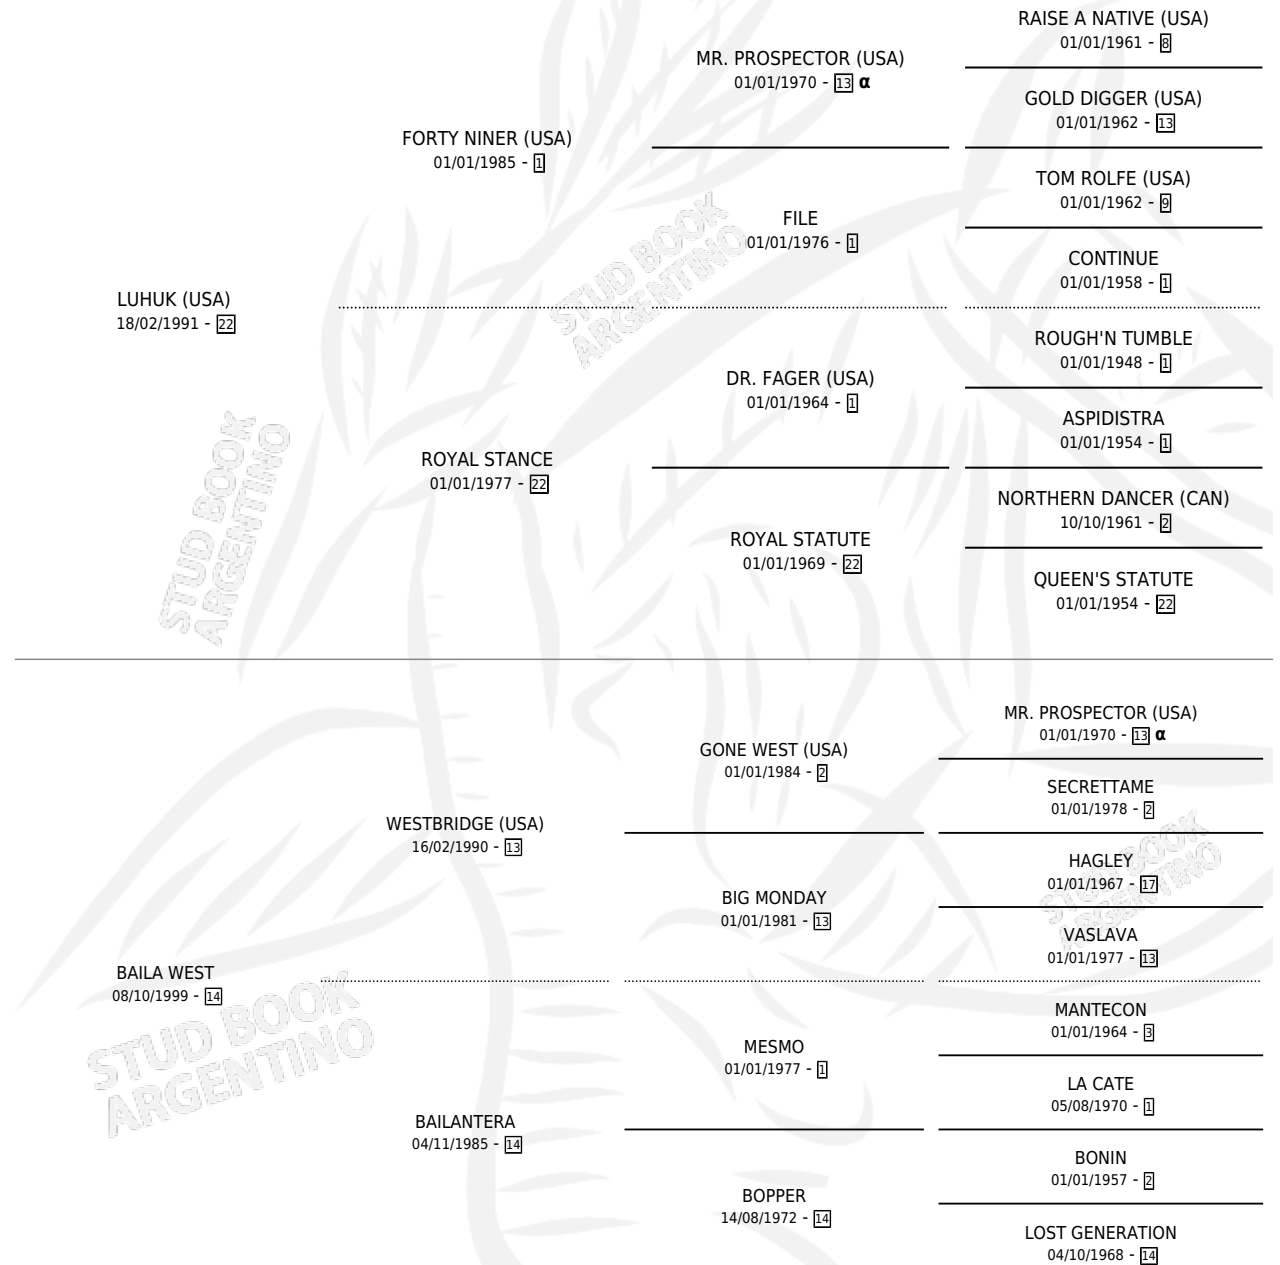 RAISE A NATIVE (USA)
01/01/1961 - 8
MR. PROSPECTOR (USA)
01/01/1970 - 13 α
GOLD DIGGER (USA)
01/01/1962 - 13
FORTY NINER (USA)
01/01/1985 - 1
TOM ROLFE (USA)
01/01/1962 - 9
FILE
01/01/1976 - 1
CONTINUE
01/01/1958 - 1
LUHUK (USA)
18/02/1991 - 22
ROUGH'N TUMBLE
01/01/1948 - 1
DR. FAGER (USA)
01/01/1964 - 1
ASPIDISTRA
01/01/1954 - 1
ROYAL STANCE
01/01/1977 - 22
NORTHERN DANCER (CAN)
10/10/1961 - 2
ROYAL STATUTE
01/01/1969 - 22
QUEEN'S STATUTE
01/01/1954 - 22
MR. PROSPECTOR (USA)
01/01/1970 - 13 α
GONE WEST (USA)
01/01/1984 - 2
SECRETTAME
01/01/1978 - 2
WESTBRIDGE (USA)
16/02/1990 - 13
HAGLEY
01/01/1967 - 17
BIG MONDAY
01/01/1981 - 13
VASLAVA
01/01/1977 - 13
BAILA WEST
08/10/1999 - 14
MANTECON
01/01/1964 - 3
MESMO
01/01/1977 - 1
LA CATE
05/08/1970 - 1
BAILANTERA
04/11/1985 - 14
BONIN
01/01/1957 - 2
BOPPER
14/08/1972 - 14
LOST GENERATION
04/10/1968 - 14
STUD BOOK
ARGENTINO
STUD BOOK
ARGENTINO
STUD BOOK
ARGENTINO
STUD BOOK
ARGENTINO